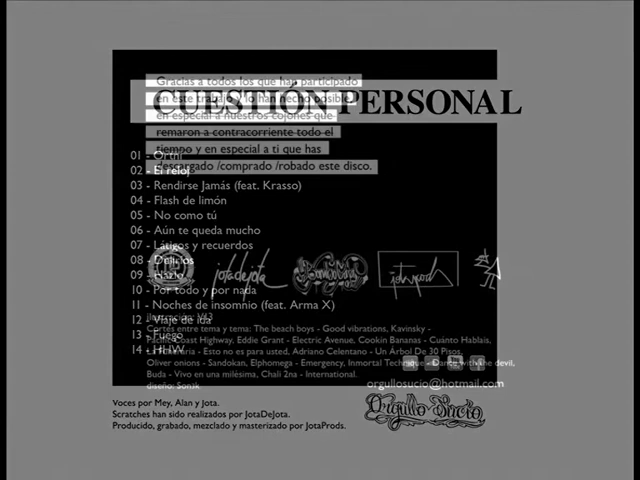 Gracias a todos los que han participado
en este trabajo y lo han hecho posible,
CUESTIÓN PERSONAL
en especial a nuestros cojones que
remaron a contracorriente todo el
tiempo y en especial a ti que has
descargado /comprado /robado este disco.
01 - Orthi
02 - El reloj
03 - Rendirse Jamás (feat. Krasso)
04 - Flash de limón
05 - No como tú
06 - Aún te queda mucho
07 - Látigos y recuerdos
08 - Delirios
09 - Hazlo
10 - Por todo y por nada
11 - Noches de insomnio (feat. Arma X)
12 - Viaje de ida
13 - Fuego
14 - HHW
jotadejota
jotaprods
Cortes entre tema y tema: The beach boys - Good vibrations, Kavinsky -
Pacific Coast Highway, Eddie Grant - Electric Avenue, Cookin Bananas - Cuánto Hablais,
Esto no es para usted, Adriano Celentano - Un Árbol De 30 Pisos,
Oliver onions - Sandokan, Elphomega - Emergency, Inmortal the devil,
Buda - Vivo en una milésima, Chali 2na - International.
diseño:
orgullosucio@hotmail.com
Voces por Mey, Alan y Jota.
Scratches han sido realizados por JotaDeJota.
Producido, grabado, mezclado y masterizado por JotaProds.
Orgullo Sucio